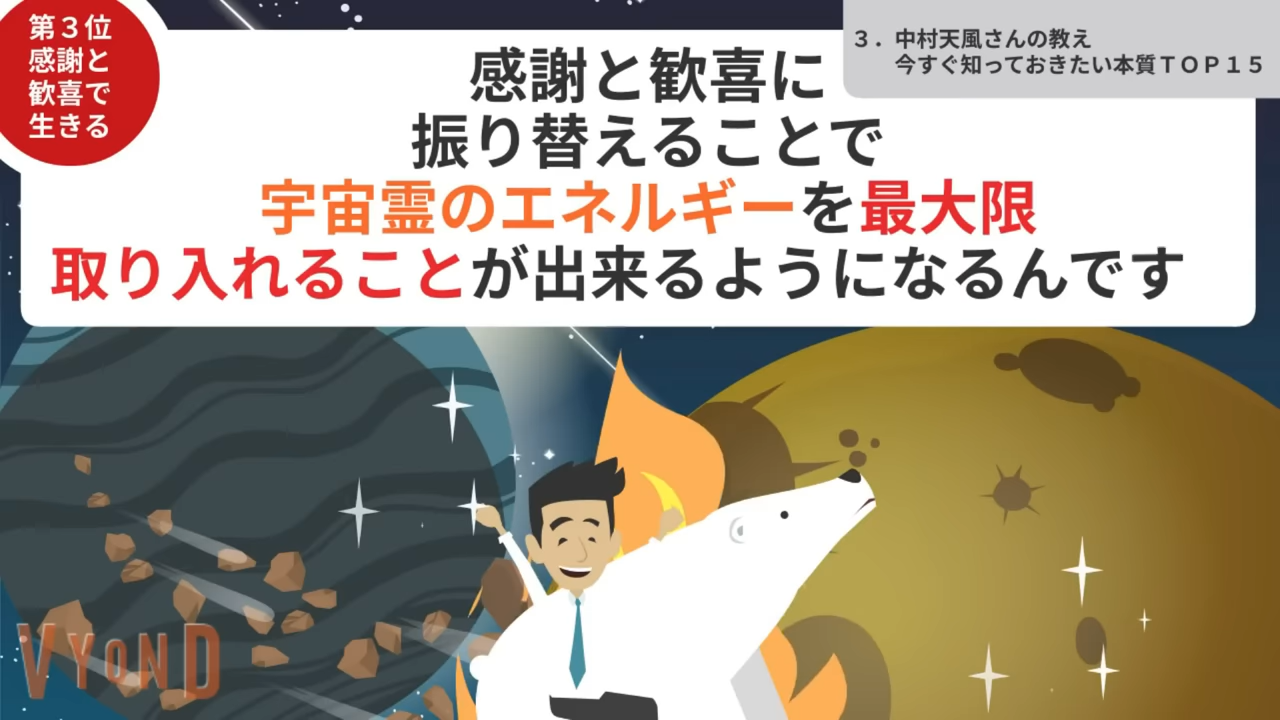 第３位
感謝と
歓喜で
生きる
３．中村天風さんの教え
今すぐ知っておきたい本質ＴＯＰ１５
感謝と歓喜に
振り替えることで
宇宙霊のエネルギーを最大限
取り入れることが出来るようになるんです
VYOND